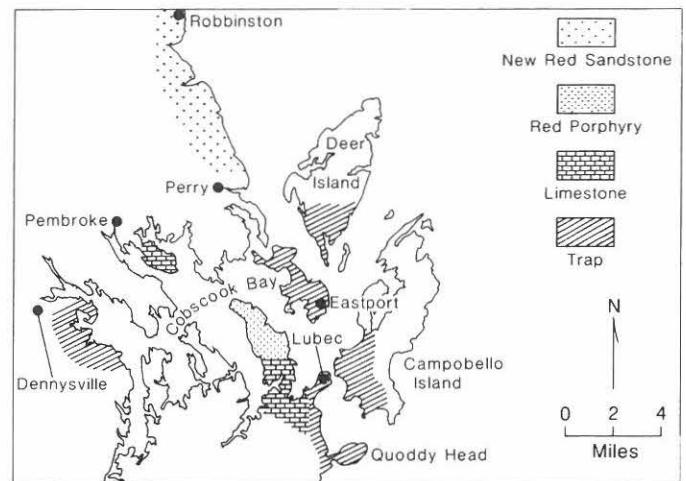 Robbinston
New Red Sandstone
Red Porphyry
Limestone
Trap
Deer
Island
Perry
Pembroke
Cobscook Bay
Eastport
Lubec
Dennysville
Campobello
Island
Quoddy Head
N
0 2 4
Miles